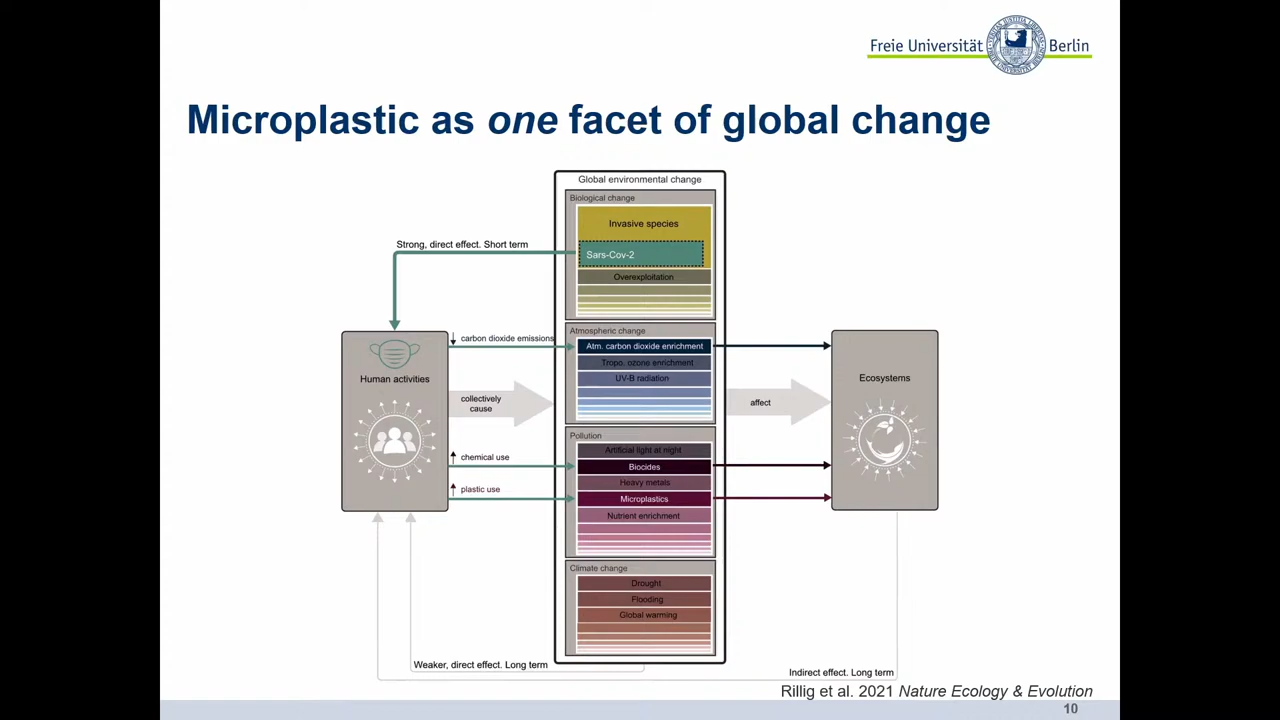 Freie Universität Berlin
Microplastic as one facet of global change
Global environmental change
Biological change
Invasive species
Sars-Cov-2
Overexploitation
Strong, direct effect. Short term
Human activities
carbon dioxide emissions
collectively
cause
chemical use
plastic use
Atmospheric change
Atm. carbon dioxide enrichment
Tropo. ozone enrichment
UV-B radiation
affect
Ecosystems
Pollution
Artificial light at night
Biocides
Heavy metals
Microplastics
Nutrient enrichment
Climate change
Drought
Flooding
Global warming
Weaker, direct effect. Long term
Indirect effect. Long term
Rillig et al. 2021 Nature Ecology & Evolution
10